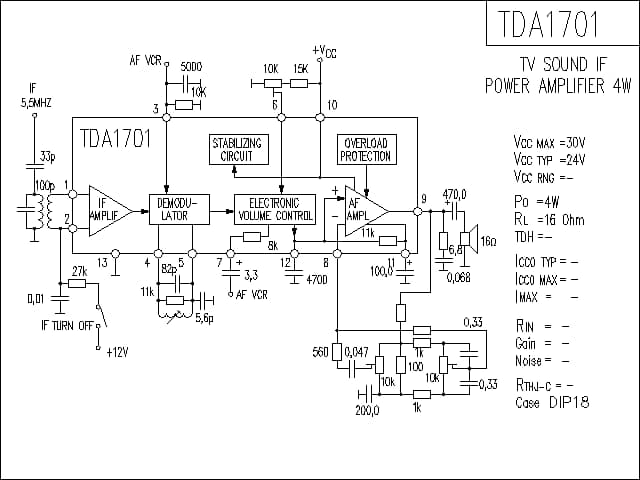 TDA1701
TV SOUND IF
POWER AMPLIFIER 4W
VCC MAX =30V
VCC TYP =24V
VCC RNG =-
PO =4W
RL =16 Ohm
TDH =-
ICCO TYP =-
ICCO MAX =-
IMAX = -
RIN = -
Gain = -
Noise= -
RTHJ-C= -
Case DIP18
AF VCR
5000
10K
+VCC
10K
15K
IF
5,5MHZ
3
6
10
TDA1701
STABILIZING
CIRCUIT
OVERLOAD
PROTECTION
33p
100p
1
2
IF
AMPLIF
DEMODU-
LATOR
ELECTRONIC
VOLUME CONTROL
+
−
AF
AMPL
9
470,0
+
16Ω
6,8
0,068
8k
11k
13
4
5
7
+
12
8
11
+
27k
82p
3,3
4700
100,0
0,01
11k
5,6p
AF VCR
IF TURN OFF
+12V
0,33
560
0,047
1k
10k
100
10k
0,33
200,0
1k